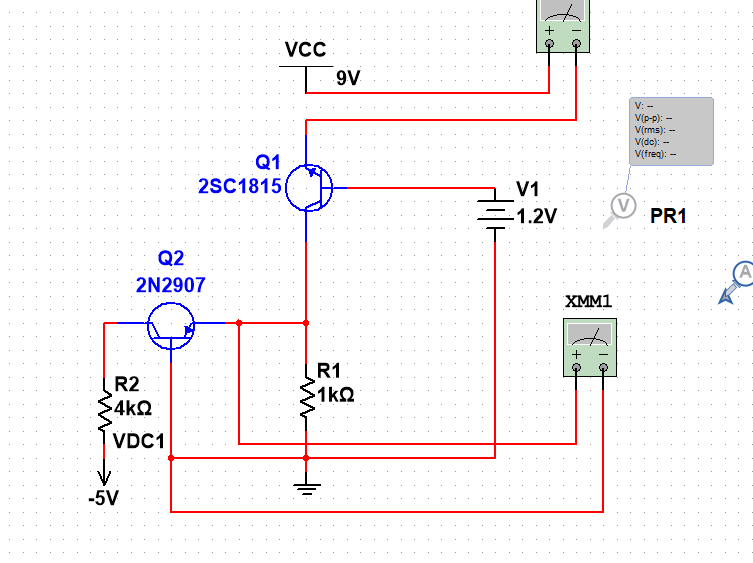 + −
VCC
9V
V: --
V(p-p): --
V(rms): --
V(dc): --
V(freq): --
Q1
2SC1815
V1
1.2V
V
PR1
Q2
2N2907
A
XMM1
+ −
R2
4kΩ
R1
1kΩ
VDC1
-5V